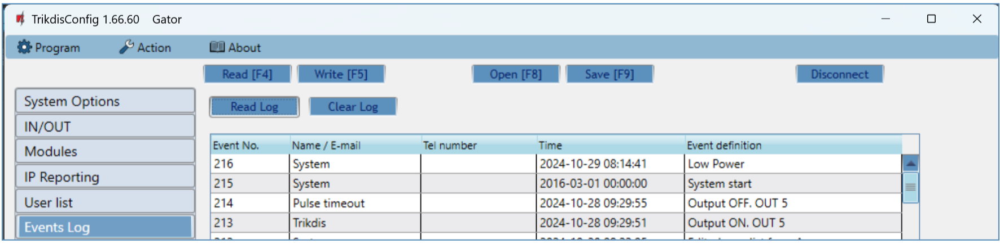 TrikdisConfig 1.66.60 Gator
Program Action About
Read [F4] Write [F5] Open [F8] Save [F9] Disconnect
System Options
IN/OUT
Modules
IP Reporting
User list
Events Log
Read Log Clear Log
Event No. Name / E-mail Tel number Time Event definition
216 System 2024-10-29 08:14:41 Low Power
215 System 2016-03-01 00:00:00 System start
214 Pulse timeout 2024-10-28 09:29:55 Output OFF. OUT 5
213 Trikdis 2024-10-28 09:29:51 Output ON. OUT 5